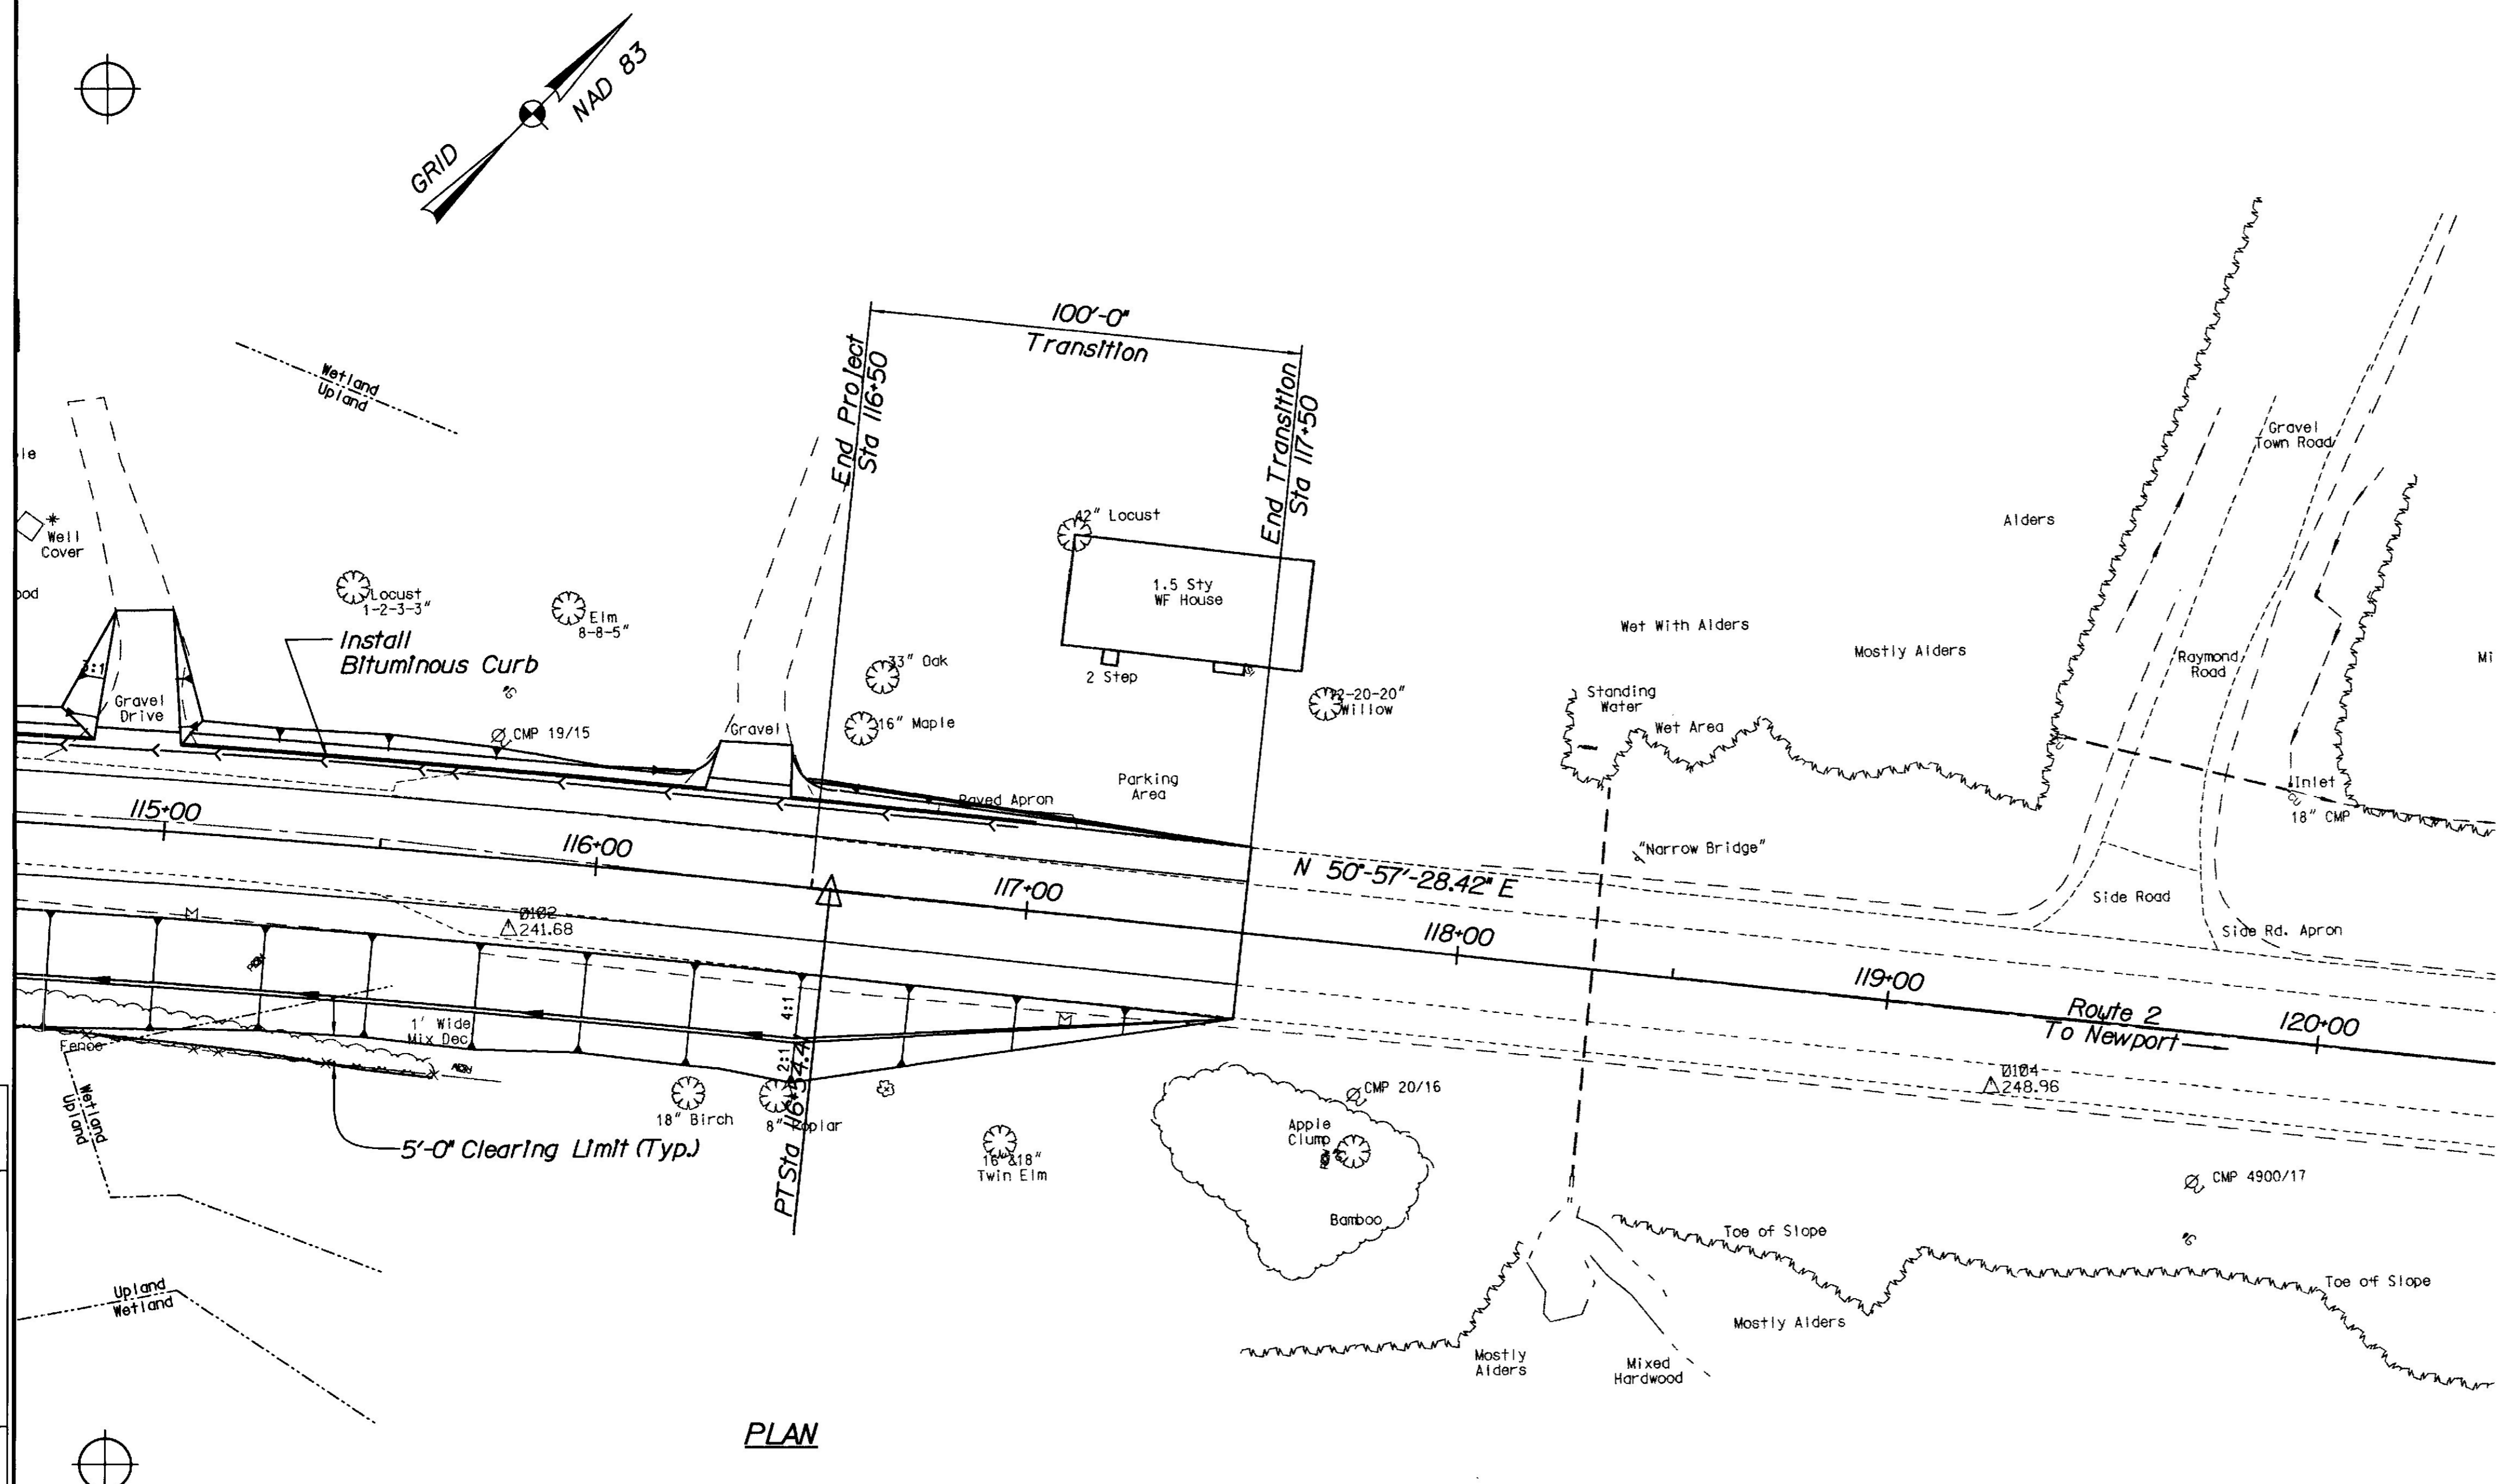 GRID
NAD 83
100'-0"
Transition
End Project
Sta 116+50
End Transition
Sta 117+50
Wetland
Upland
Gravel
Town Road
Well
Cover
42" Locust
Alders
1.5 Sty
WF House
2 Step
Locust
1-2-3-3"
Elm
8-8-5"
Install
Bituminous Curb
33" Oak
16" Maple
Willow
Wet With Alders
Mostly Alders
Raymond
Road
Standing
Water
Wet Area
3:1
Gravel
Drive
CMP 19/15
Gravel
Paved Apron
Parking
Area
Inlet
18" CMP
"Narrow Bridge"
115+00
116+00
117+00
118+00
119+00
120+00
N 50°-57'-28.42" E
Side Road
Side Rd. Apron
Route 2
To Newport
M
0102
241.68
4:1
M
1' Wide
Mix Dec
Fence
2:1
0104
248.96
18" Birch
8" Poplar
PT Sta
5'-0" Clearing Limit (Typ.)
16"&18"
Twin Elm
CMP 20/16
Apple
Clump
Bamboo
CMP 4900/17
Wetland
Upland
Toe of Slope
Toe of Slope
Upland
Wetland
Mostly Alders
Mostly
Alders
Mixed
Hardwood
PLAN